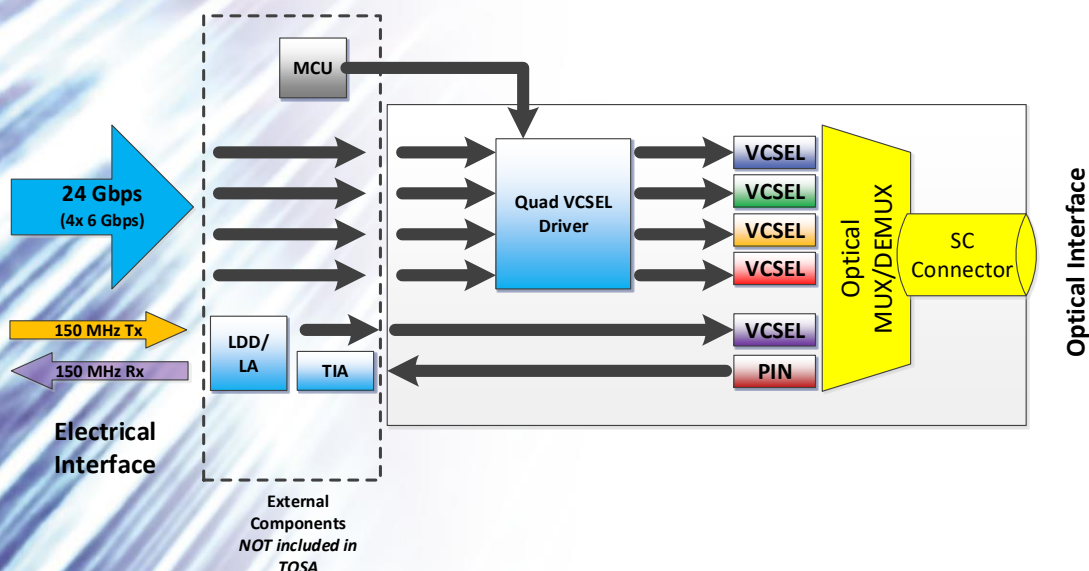 MCU
24 Gbps
(4x 6 Gbps)
Quad VCSEL
Driver
VCSEL
VCSEL
VCSEL
VCSEL
VCSEL
PIN
Optical
MUX/DEMUX
SC
Connector
Optical Interface
150 MHz Tx
150 MHz Rx
LDD/
LA
TIA
Electrical
Interface
External
Components
NOT included in
TOSA